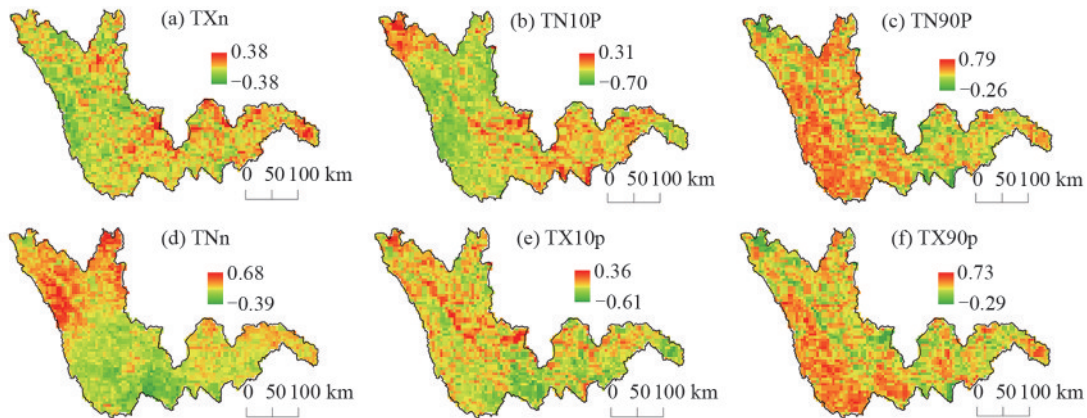 (a) TXn
0.38
−0.38
0 50 100 km
(b) TN10P
0.31
−0.70
0 50 100 km
(c) TN90P
0.79
−0.26
0 50 100 km
(d) TNn
0.68
−0.39
0 50 100 km
(e) TX10p
0.36
−0.61
0 50 100 km
(f) TX90p
0.73
−0.29
0 50 100 km